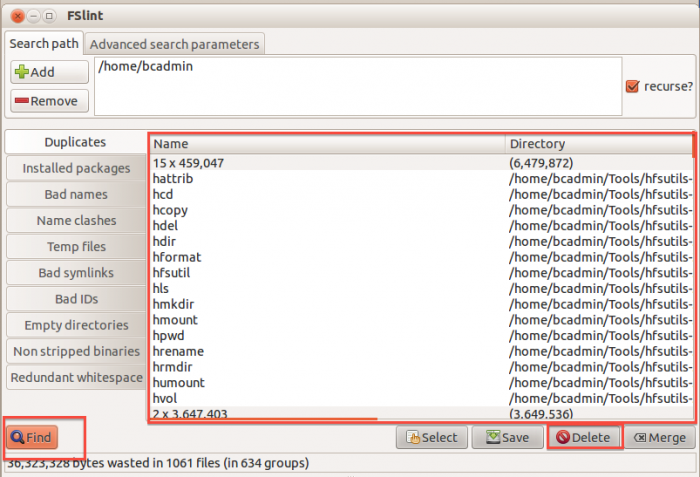 FSlint
Search path Advanced search parameters
Add
Remove
/home/bcadmin
recurse?
Duplicates
Installed packages
Bad names
Name clashes
Temp files
Bad symlinks
Bad IDs
Empty directories
Non stripped binaries
Redundant whitespace
Name Directory
15 x 459,047 (6,479,872)
hattrib /home/bcadmin/Tools/hfsutils-
hcd /home/bcadmin/Tools/hfsutils-
hcopy /home/bcadmin/Tools/hfsutils-
hdel /home/bcadmin/Tools/hfsutils-
hdir /home/bcadmin/Tools/hfsutils-
hformat /home/bcadmin/Tools/hfsutils-
hfsutil /home/bcadmin/Tools/hfsutils-
hls /home/bcadmin/Tools/hfsutils-
hmkdir /home/bcadmin/Tools/hfsutils-
hmount /home/bcadmin/Tools/hfsutils-
hpwd /home/bcadmin/Tools/hfsutils-
hrename /home/bcadmin/Tools/hfsutils-
hrmdir /home/bcadmin/Tools/hfsutils-
humount /home/bcadmin/Tools/hfsutils-
hvol /home/bcadmin/Tools/hfsutils-
2 x 3,647,403 (3,649,536)
Find Select Save Delete Merge
36,323,328 bytes wasted in 1061 files (in 634 groups)